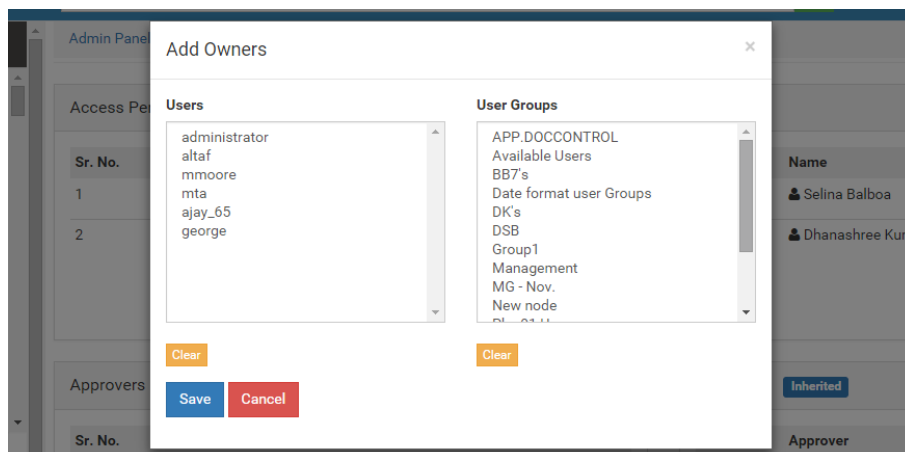 Admin Panel
Add Owners
×
Access Per
Users
User Groups
administrator
altaf
mmoore
mta
ajay_65
george
APP.DOCCONTROL
Available Users
BB7's
Date format user Groups
DK's
DSB
Group1
Management
MG - Nov.
New node
Sr. No.
1
2
Name
Selina Balboa
Dhanashree Kur
Clear
Clear
Save
Cancel
Approvers
Inherited
Sr. No.
Approver